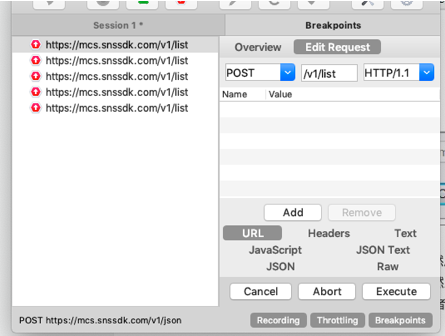 Session 1 *
Breakpoints
https://mcs.snssdk.com/v1/list
https://mcs.snssdk.com/v1/list
https://mcs.snssdk.com/v1/list
https://mcs.snssdk.com/v1/list
https://mcs.snssdk.com/v1/list
Overview Edit Request
POST /v1/list HTTP/1.1
Name Value
Add Remove
URL Headers Text
JavaScript JSON Text
JSON Raw
Cancel Abort Execute
POST https://mcs.snssdk.com/v1/json
Recording Throttling Breakpoints